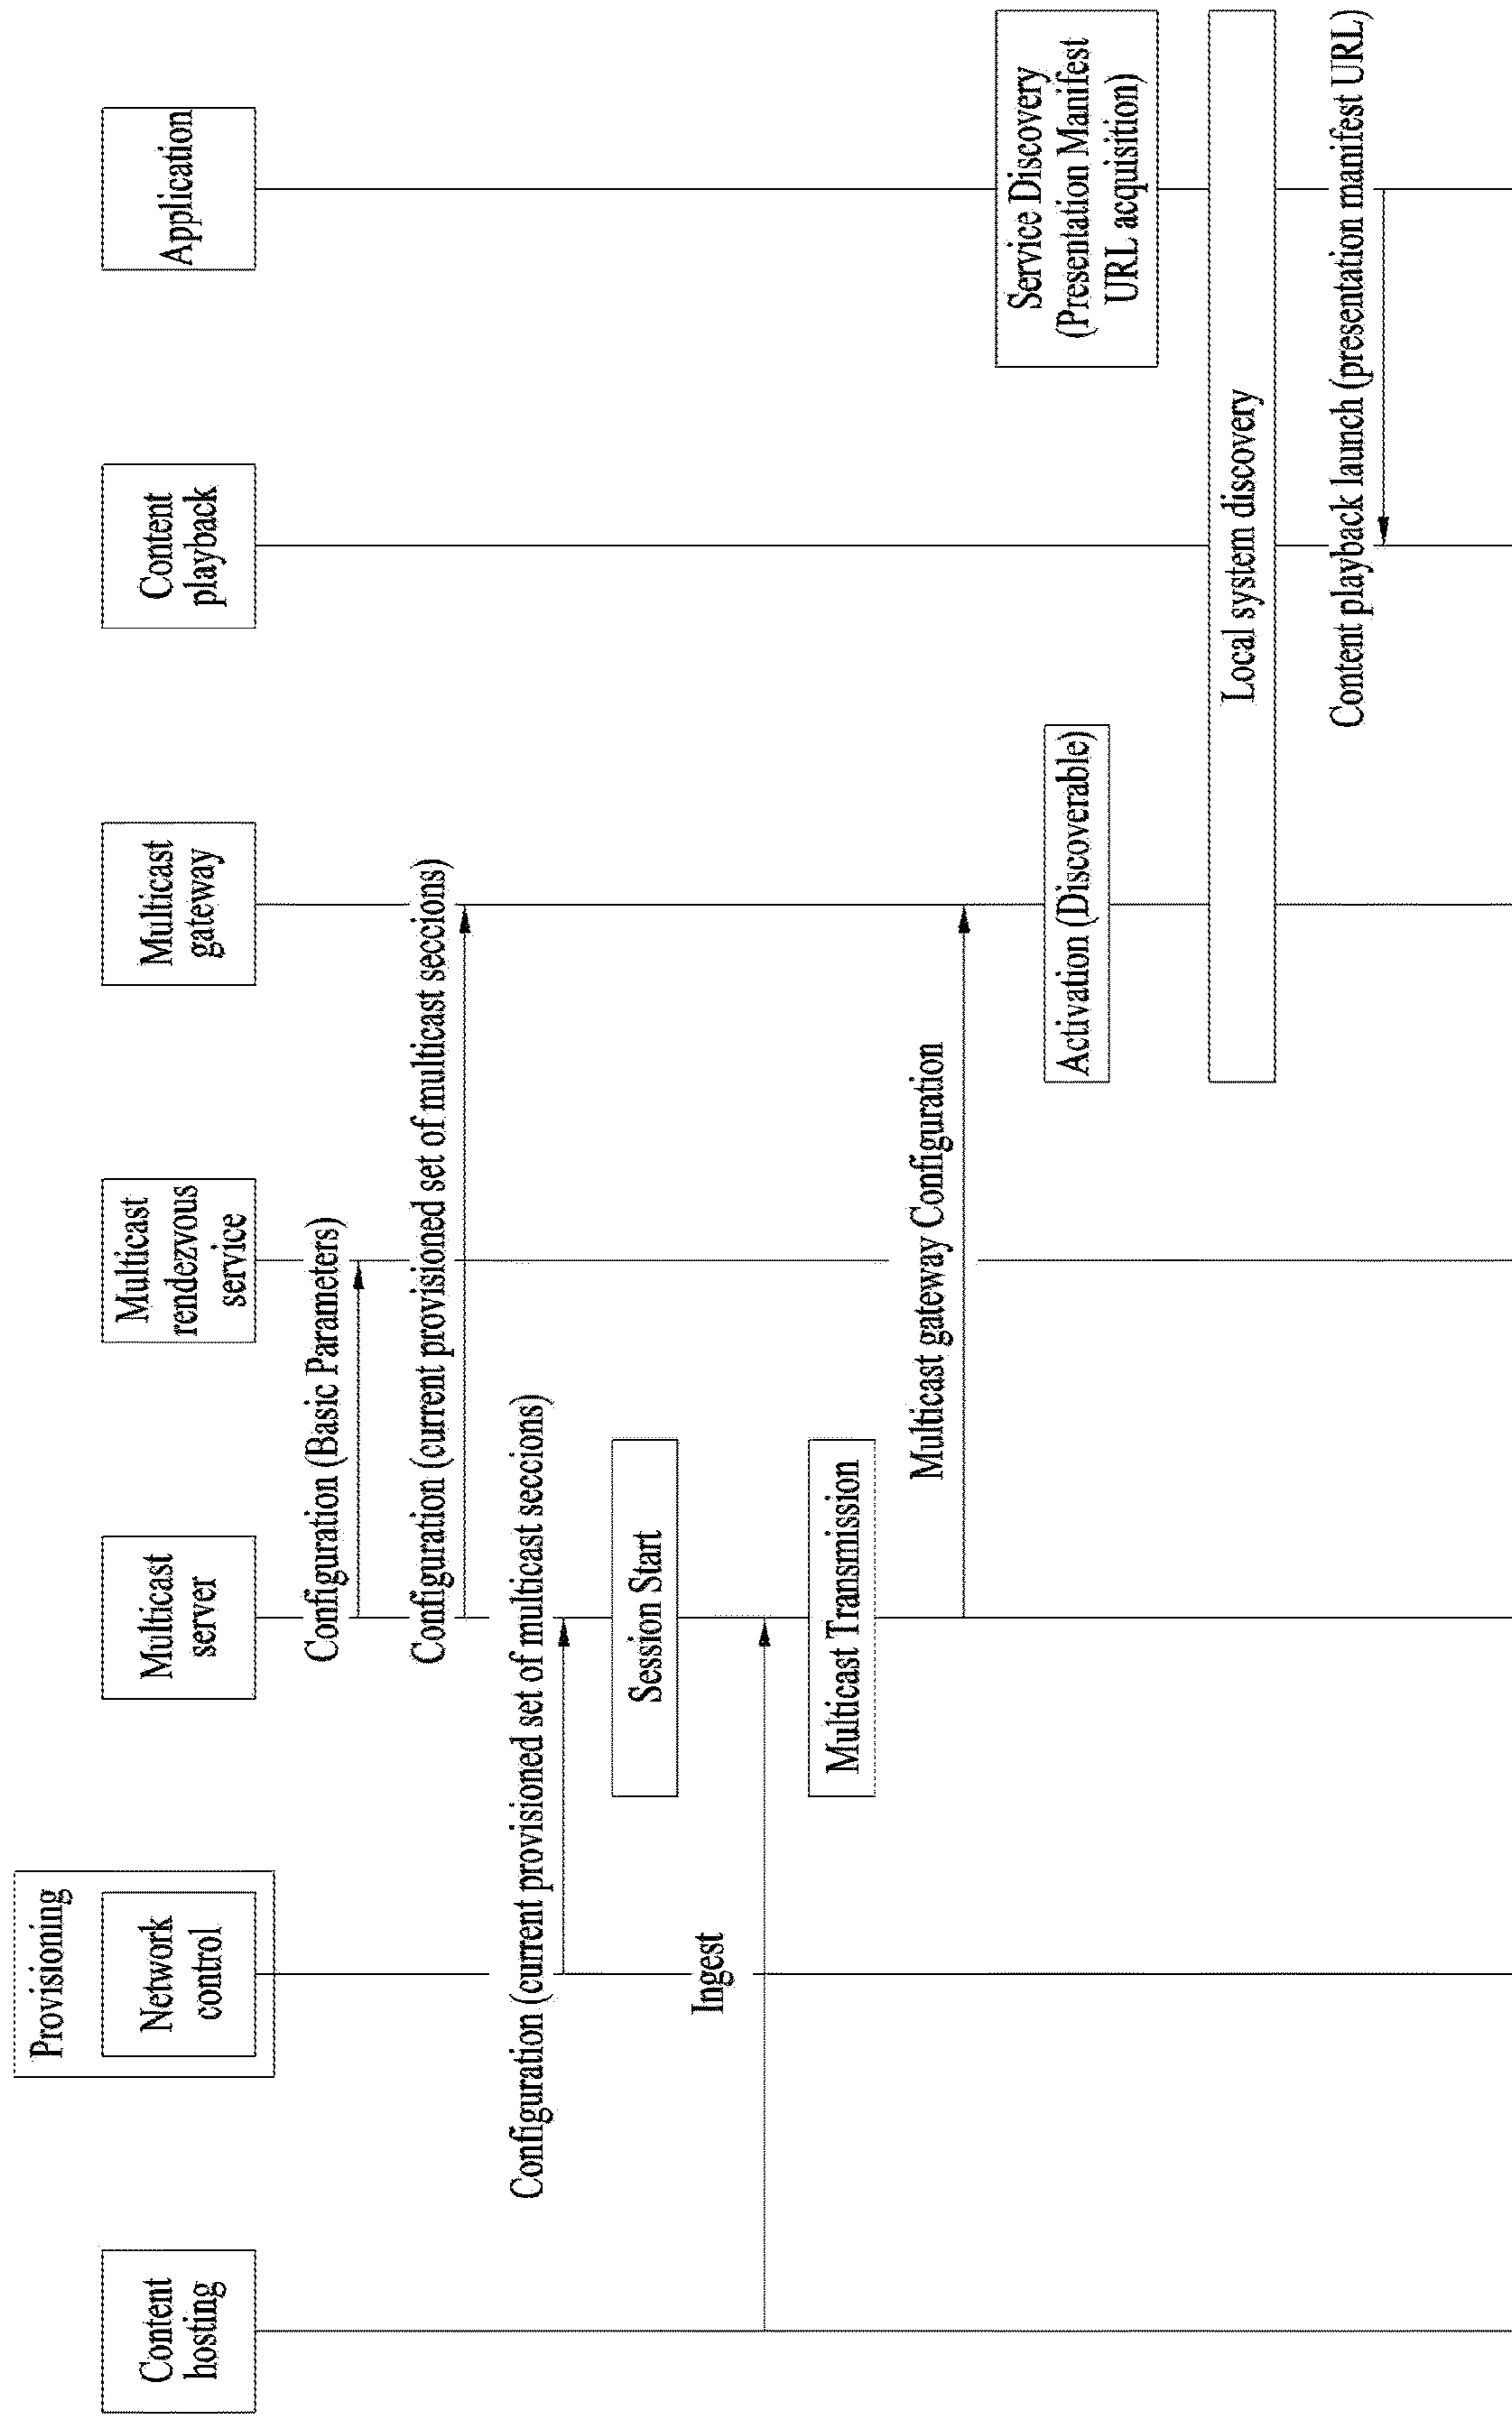 Provisioning
Content
hosting
Network
control
Multicast
server
Multicast
rendezvous
service
Multicast
gateway
Content
playback
Application
Configuration (Basic Parameters)
Configuration (current provisioned set of multicast seccions)
Configuration (current provisioned set of multicast seccions)
Session Start
Ingest
Multicast Transmission
Multicast gateway Configuration
Service Discovery
(Presentation Manifest
URL acquisition)
Activation (Discoverable)
Local system discovery
Content playback launch (presentation manifest URL)